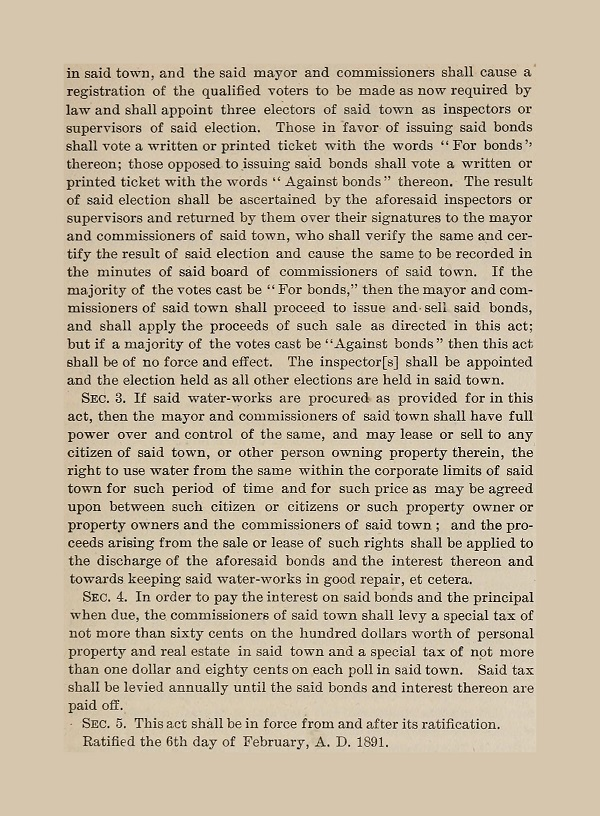 in said town, and the said mayor and commissioners shall cause a
registration of the qualified voters to be made as now required by
law and shall appoint three electors of said town as inspectors or
supervisors of said election. Those in favor of issuing said bonds
shall vote a written or printed ticket with the words “For bonds”
thereon; those opposed to issuing said bonds shall vote a written or
printed ticket with the words “Against bonds” thereon. The result
of said election shall be ascertained by the aforesaid inspectors or
supervisors and returned by them over their signatures to the mayor
and commissioners of said town, who shall verify the same and cer-
tify the result of said election and cause the same to be recorded in
the minutes of said board of commissioners of said town. If the
majority of the votes cast be “For bonds,” then the mayor and com-
missioners of said town shall proceed to issue and sell said bonds,
and shall apply the proceeds of such sale as directed in this act;
but if a majority of the votes cast be “Against bonds” then this act
shall be of no force and effect. The inspector[s] shall be appointed
and the election held as all other elections are held in said town.
SEC. 3. If said water-works are procured as provided for in this
act, then the mayor and commissioners of said town shall have full
power over and control of the same, and may lease or sell to any
citizen of said town, or other person owning property therein, the
right to use water from the same within the corporate limits of said
town for such period of time and for such price as may be agreed
upon between such citizen or citizens or such property owner or
property owners and the commissioners of said town; and the pro-
ceeds arising from the sale or lease of such rights shall be applied to
the discharge of the aforesaid bonds and the interest thereon and
towards keeping said water-works in good repair, et cetera.
SEC. 4. In order to pay the interest on said bonds and the principal
when due, the commissioners of said town shall levy a special tax of
not more than sixty cents on the hundred dollars worth of personal
property and real estate in said town and a special tax of not more
than one dollar and eighty cents on each poll in said town. Said tax
shall be levied annually until the said bonds and interest thereon are
paid off.
SEC. 5. This act shall be in force from and after its ratification.
Ratified the 6th day of February, A. D. 1891.